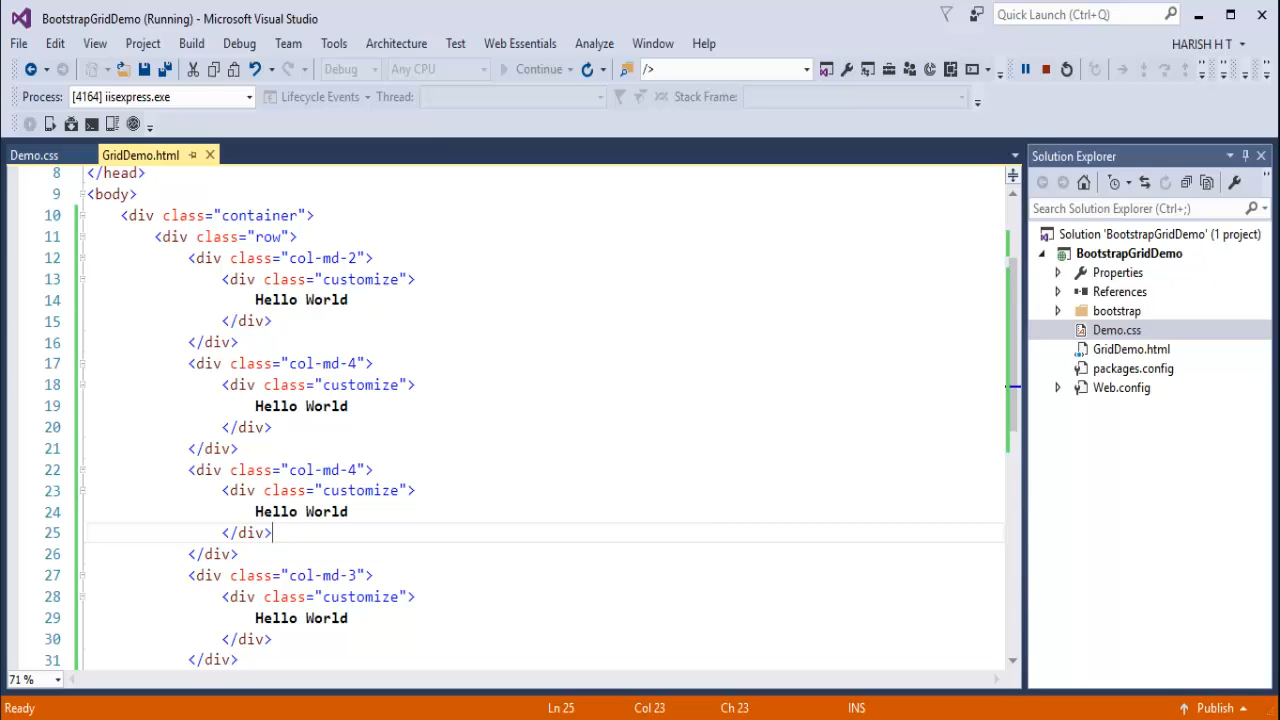 BootstrapGridDemo (Running) - Microsoft Visual Studio
Quick Launch (Ctrl+Q)
File Edit View Project Build Debug Team Tools Architecture Test Web Essentials Analyze Window Help
HARISH H T
Debug Any CPU Continue />
Process: [4164] iisexpress.exe Lifecycle Events Thread: Stack Frame:
Demo.css GridDemo.html
8 </head>
9 <body>
10 <div class="container">
11 <div class="row">
12 <div class="col-md-2">
13 <div class="customize">
14 Hello World
15 </div>
16 </div>
17 <div class="col-md-4">
18 <div class="customize">
19 Hello World
20 </div>
21 </div>
22 <div class="col-md-4">
23 <div class="customize">
24 Hello World
25 </div>
26 </div>
27 <div class="col-md-3">
28 <div class="customize">
29 Hello World
30 </div>
31 </div>
71 %
Solution Explorer
Search Solution Explorer (Ctrl+;)
Solution 'BootstrapGridDemo' (1 project)
BootstrapGridDemo
Properties
References
bootstrap
Demo.css
GridDemo.html
packages.config
Web.config
Ready Ln 25 Col 23 Ch 23 INS Publish